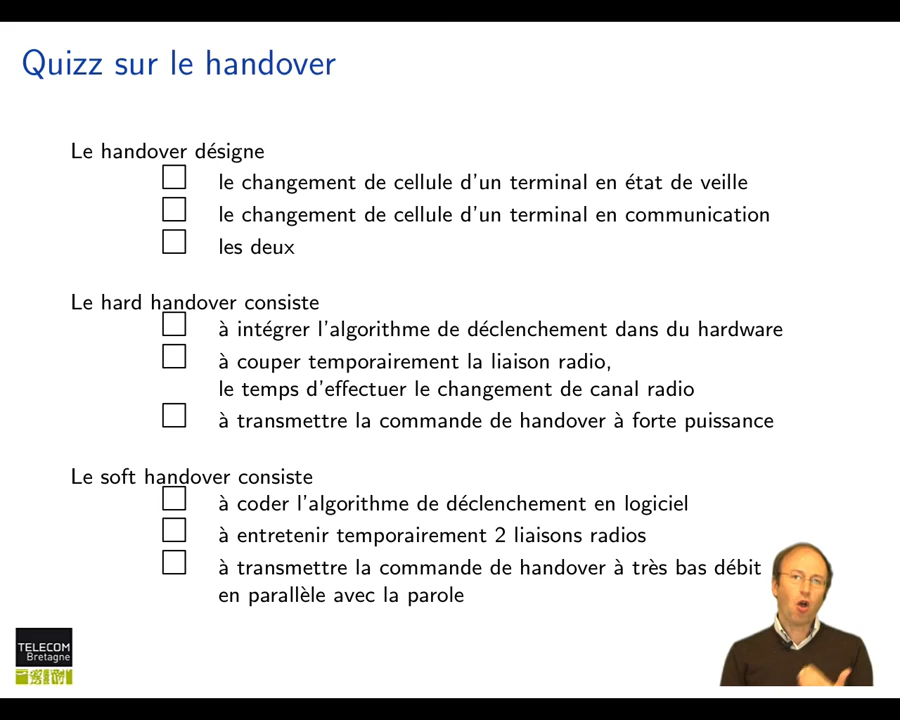 Quizz sur le handover
Le handover désigne
le changement de cellule d'un terminal en état de veille
le changement de cellule d'un terminal en communication
les deux
Le hard handover consiste
à intégrer l'algorithme de déclenchement dans du hardware
à couper temporairement la liaison radio,
le temps d'effectuer le changement de canal radio
à transmettre la commande de handover à forte puissance
Le soft handover consiste
à coder l'algorithme de déclenchement en logiciel
à entretenir temporairement 2 liaisons radios
à transmettre la commande de handover à très bas débit
en parallèle avec la parole
TELECOM
Bretagne